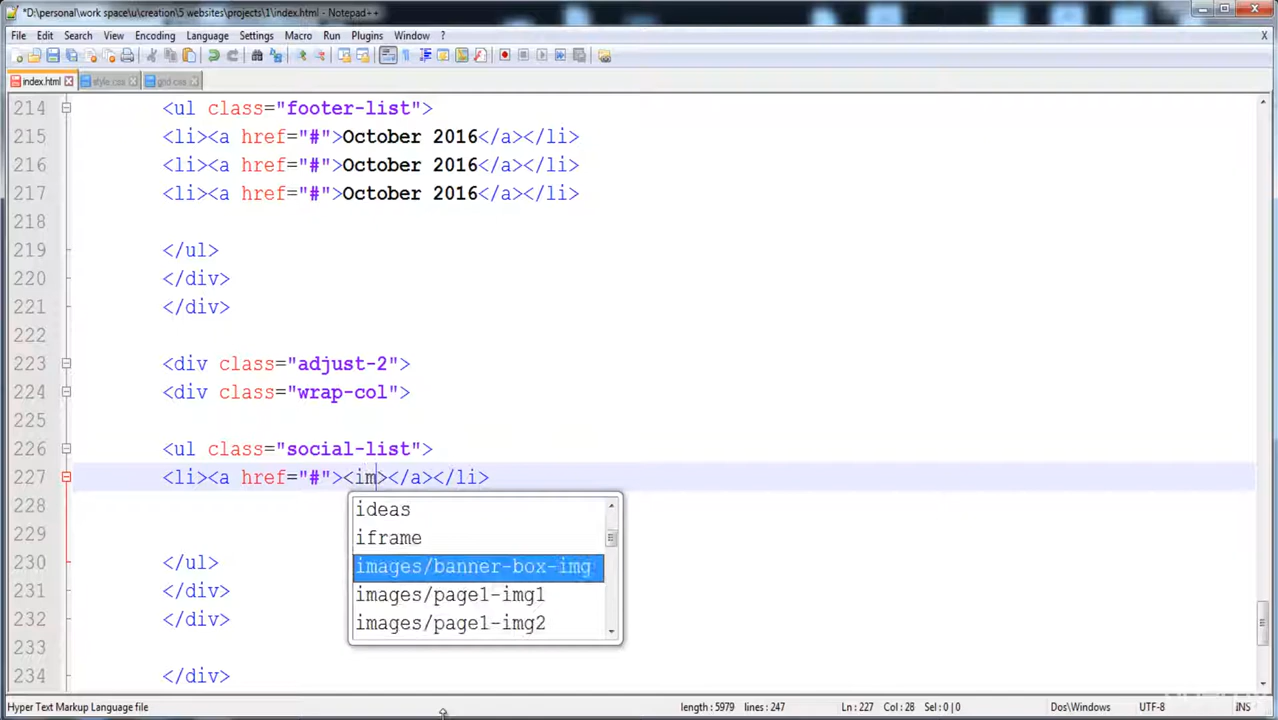 *D:\personal\work space\u\creation\5 websites\projects\1\index.html - Notepad++
File Edit Search View Encoding Language Settings Macro Run Plugins Window ? X
index.html style.css grid.css
214 <ul class="footer-list">
215 <li><a href="#">October 2016</a></li>
216 <li><a href="#">October 2016</a></li>
217 <li><a href="#">October 2016</a></li>
218
219 </ul>
220 </div>
221 </div>
222
223 <div class="adjust-2">
224 <div class="wrap-col">
225
226 <ul class="social-list">
227 <li><a href="#"><im></a></li>
228 ideas
229 iframe
230 </ul> images/banner-box-img
231 </div> images/page1-img1
232 </div> images/page1-img2
233
234 </div>
Hyper Text Markup Language file length : 5979 lines : 247 Ln : 227 Col : 28 Sel : 0 | 0 Dos\Windows UTF-8 INS